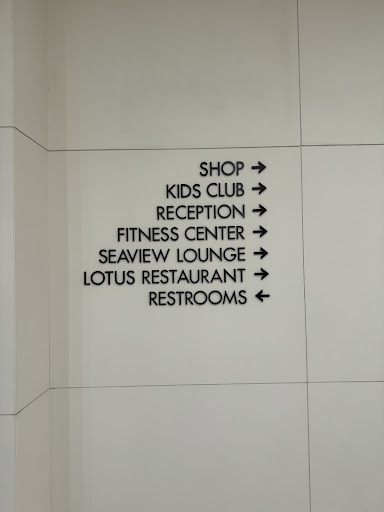 SHOP →
KIDS CLUB →
RECEPTION →
FITNESS CENTER →
SEAVIEW LOUNGE →
LOTUS RESTAURANT →
RESTROOMS ←